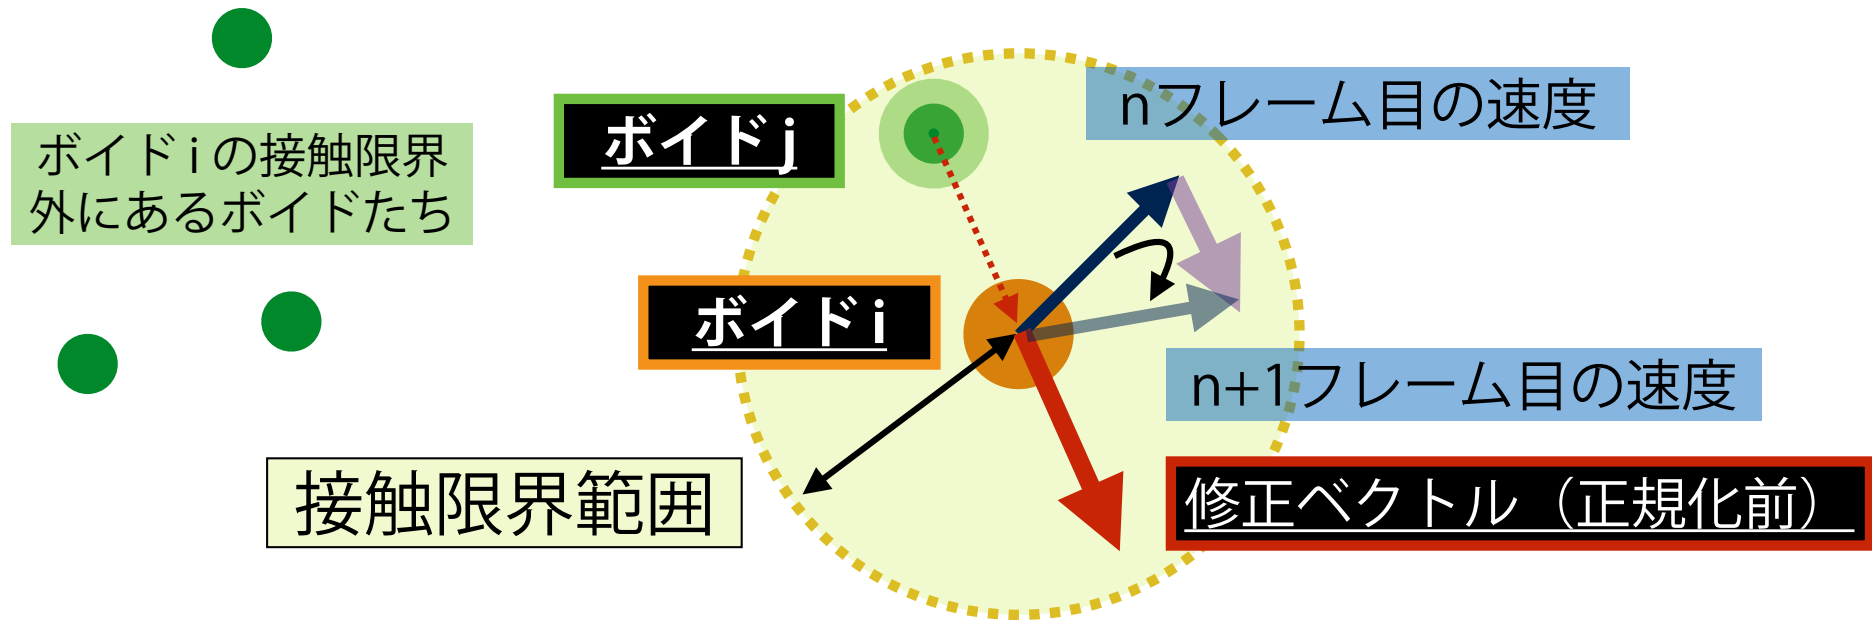 ボイドiの接触限界
外にあるボイドたち
ボイドj
nフレーム目の速度
ボイドi
n+1フレーム目の速度
接触限界範囲
修正ベクトル（正規化前）